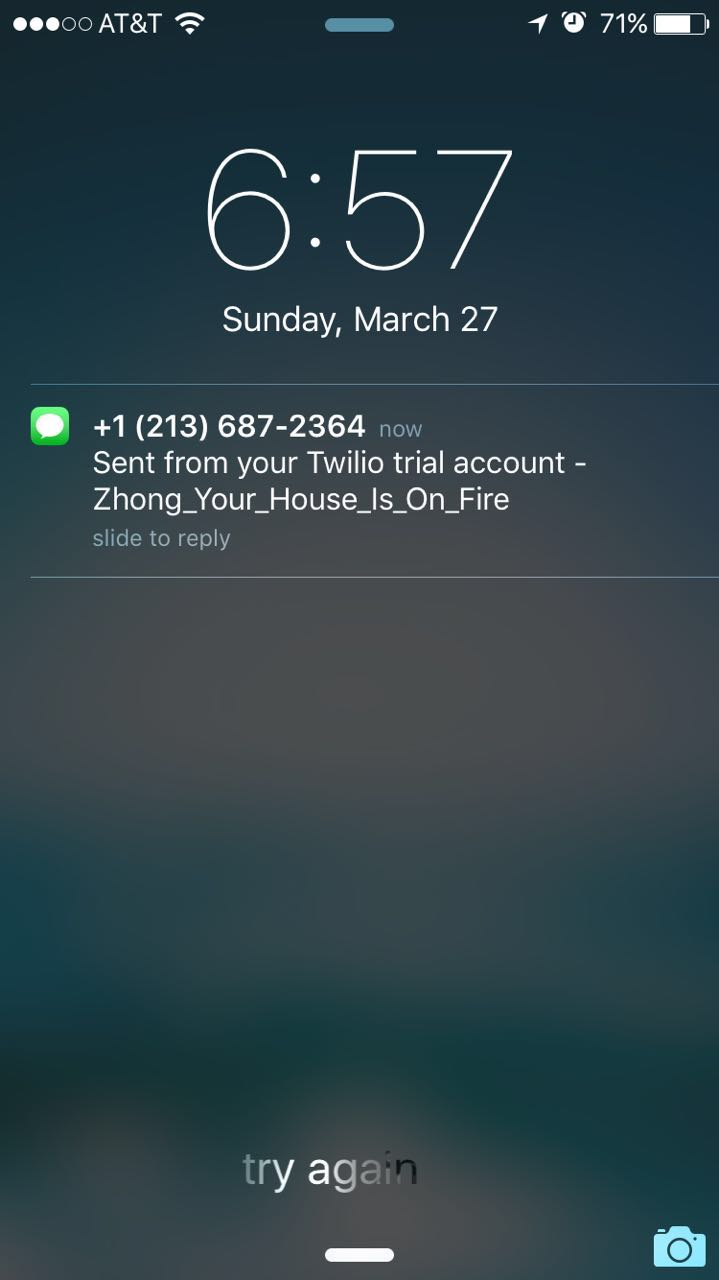 AT&T 71%
6:57
Sunday, March 27
+1 (213) 687-2364 now
Sent from your Twilio trial account -
Zhong_Your_House_Is_On_Fire
slide to reply
try again